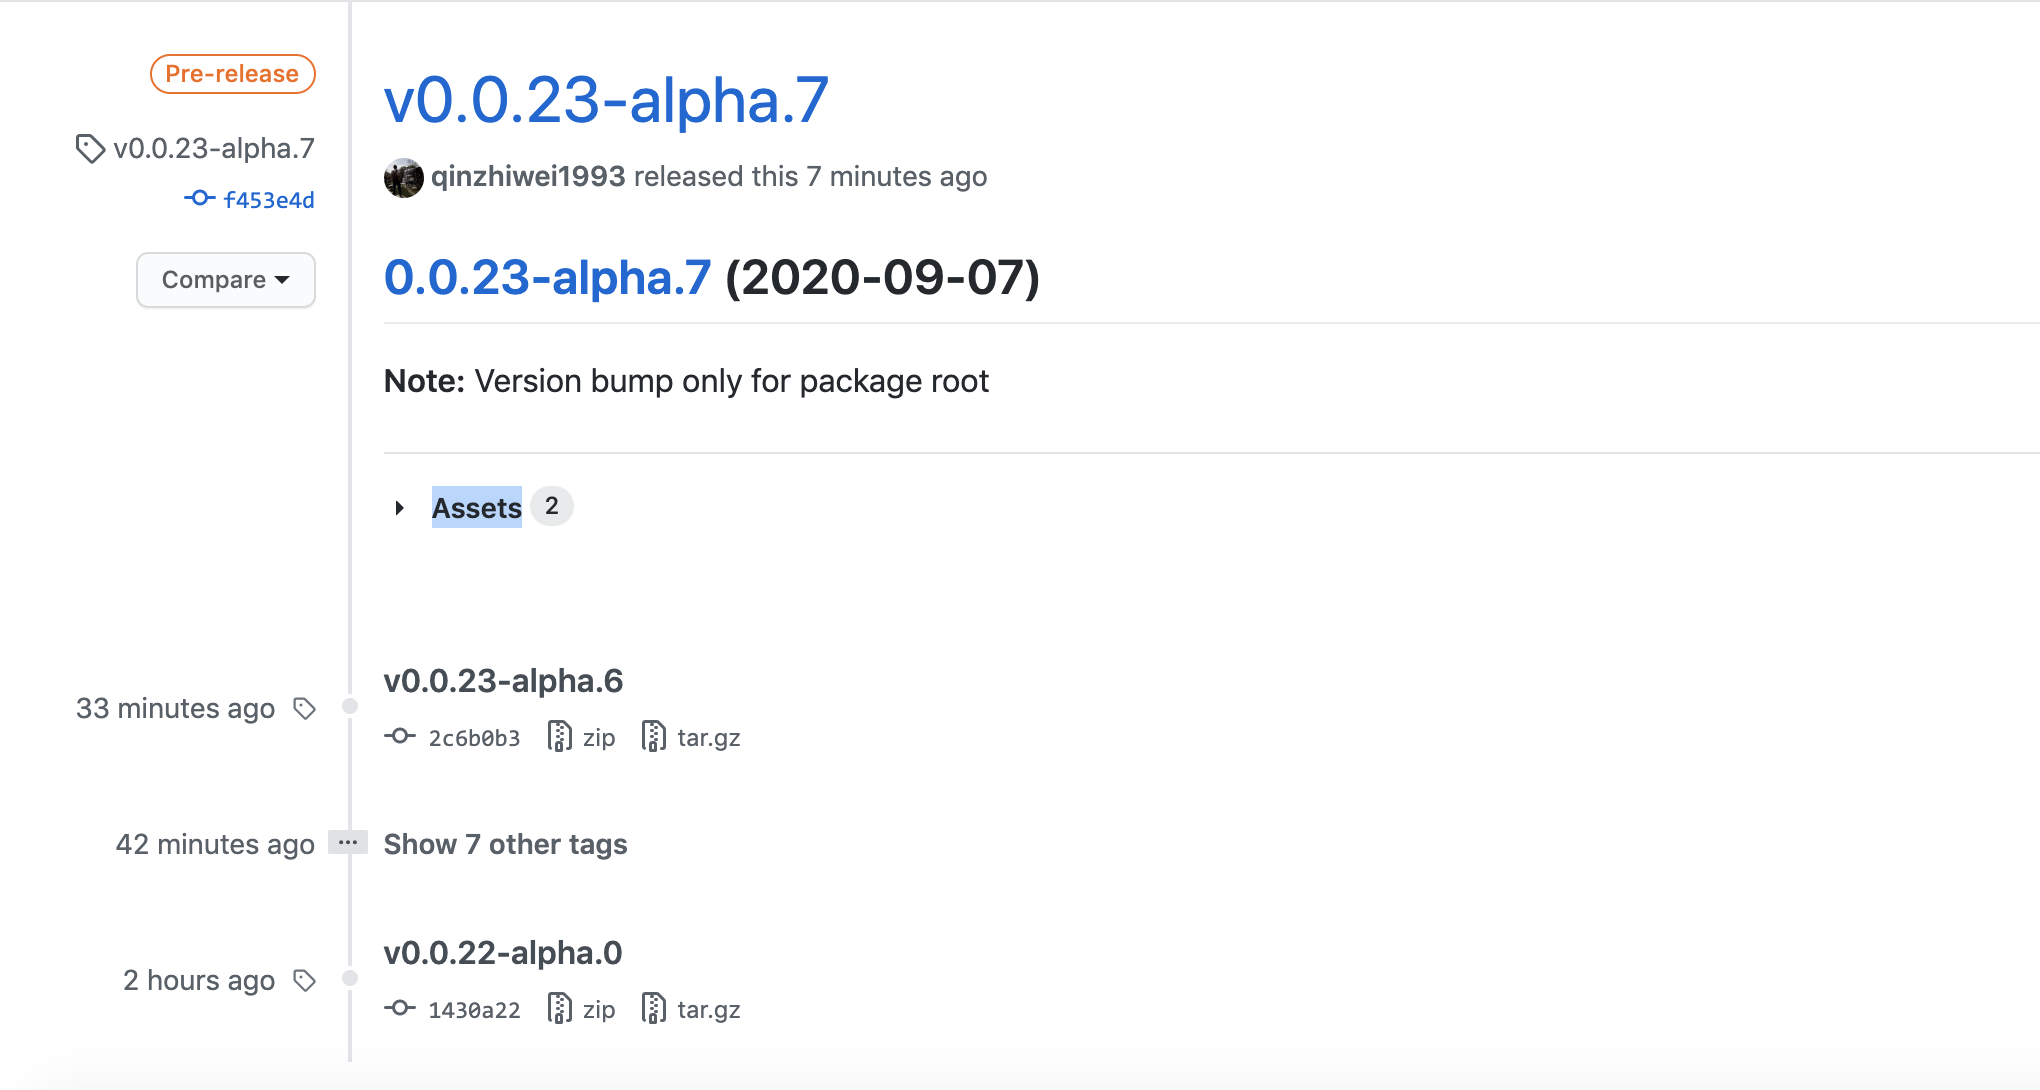 Pre-release
v0.0.23-alpha.7
f453e4d
Compare
v0.0.23-alpha.7
qinzhiwei1993 released this 7 minutes ago
0.0.23-alpha.7 (2020-09-07)
Note: Version bump only for package root
Assets 2
33 minutes ago
v0.0.23-alpha.6
2c6b0b3 zip tar.gz
42 minutes ago ... Show 7 other tags
2 hours ago
v0.0.22-alpha.0
1430a22 zip tar.gz